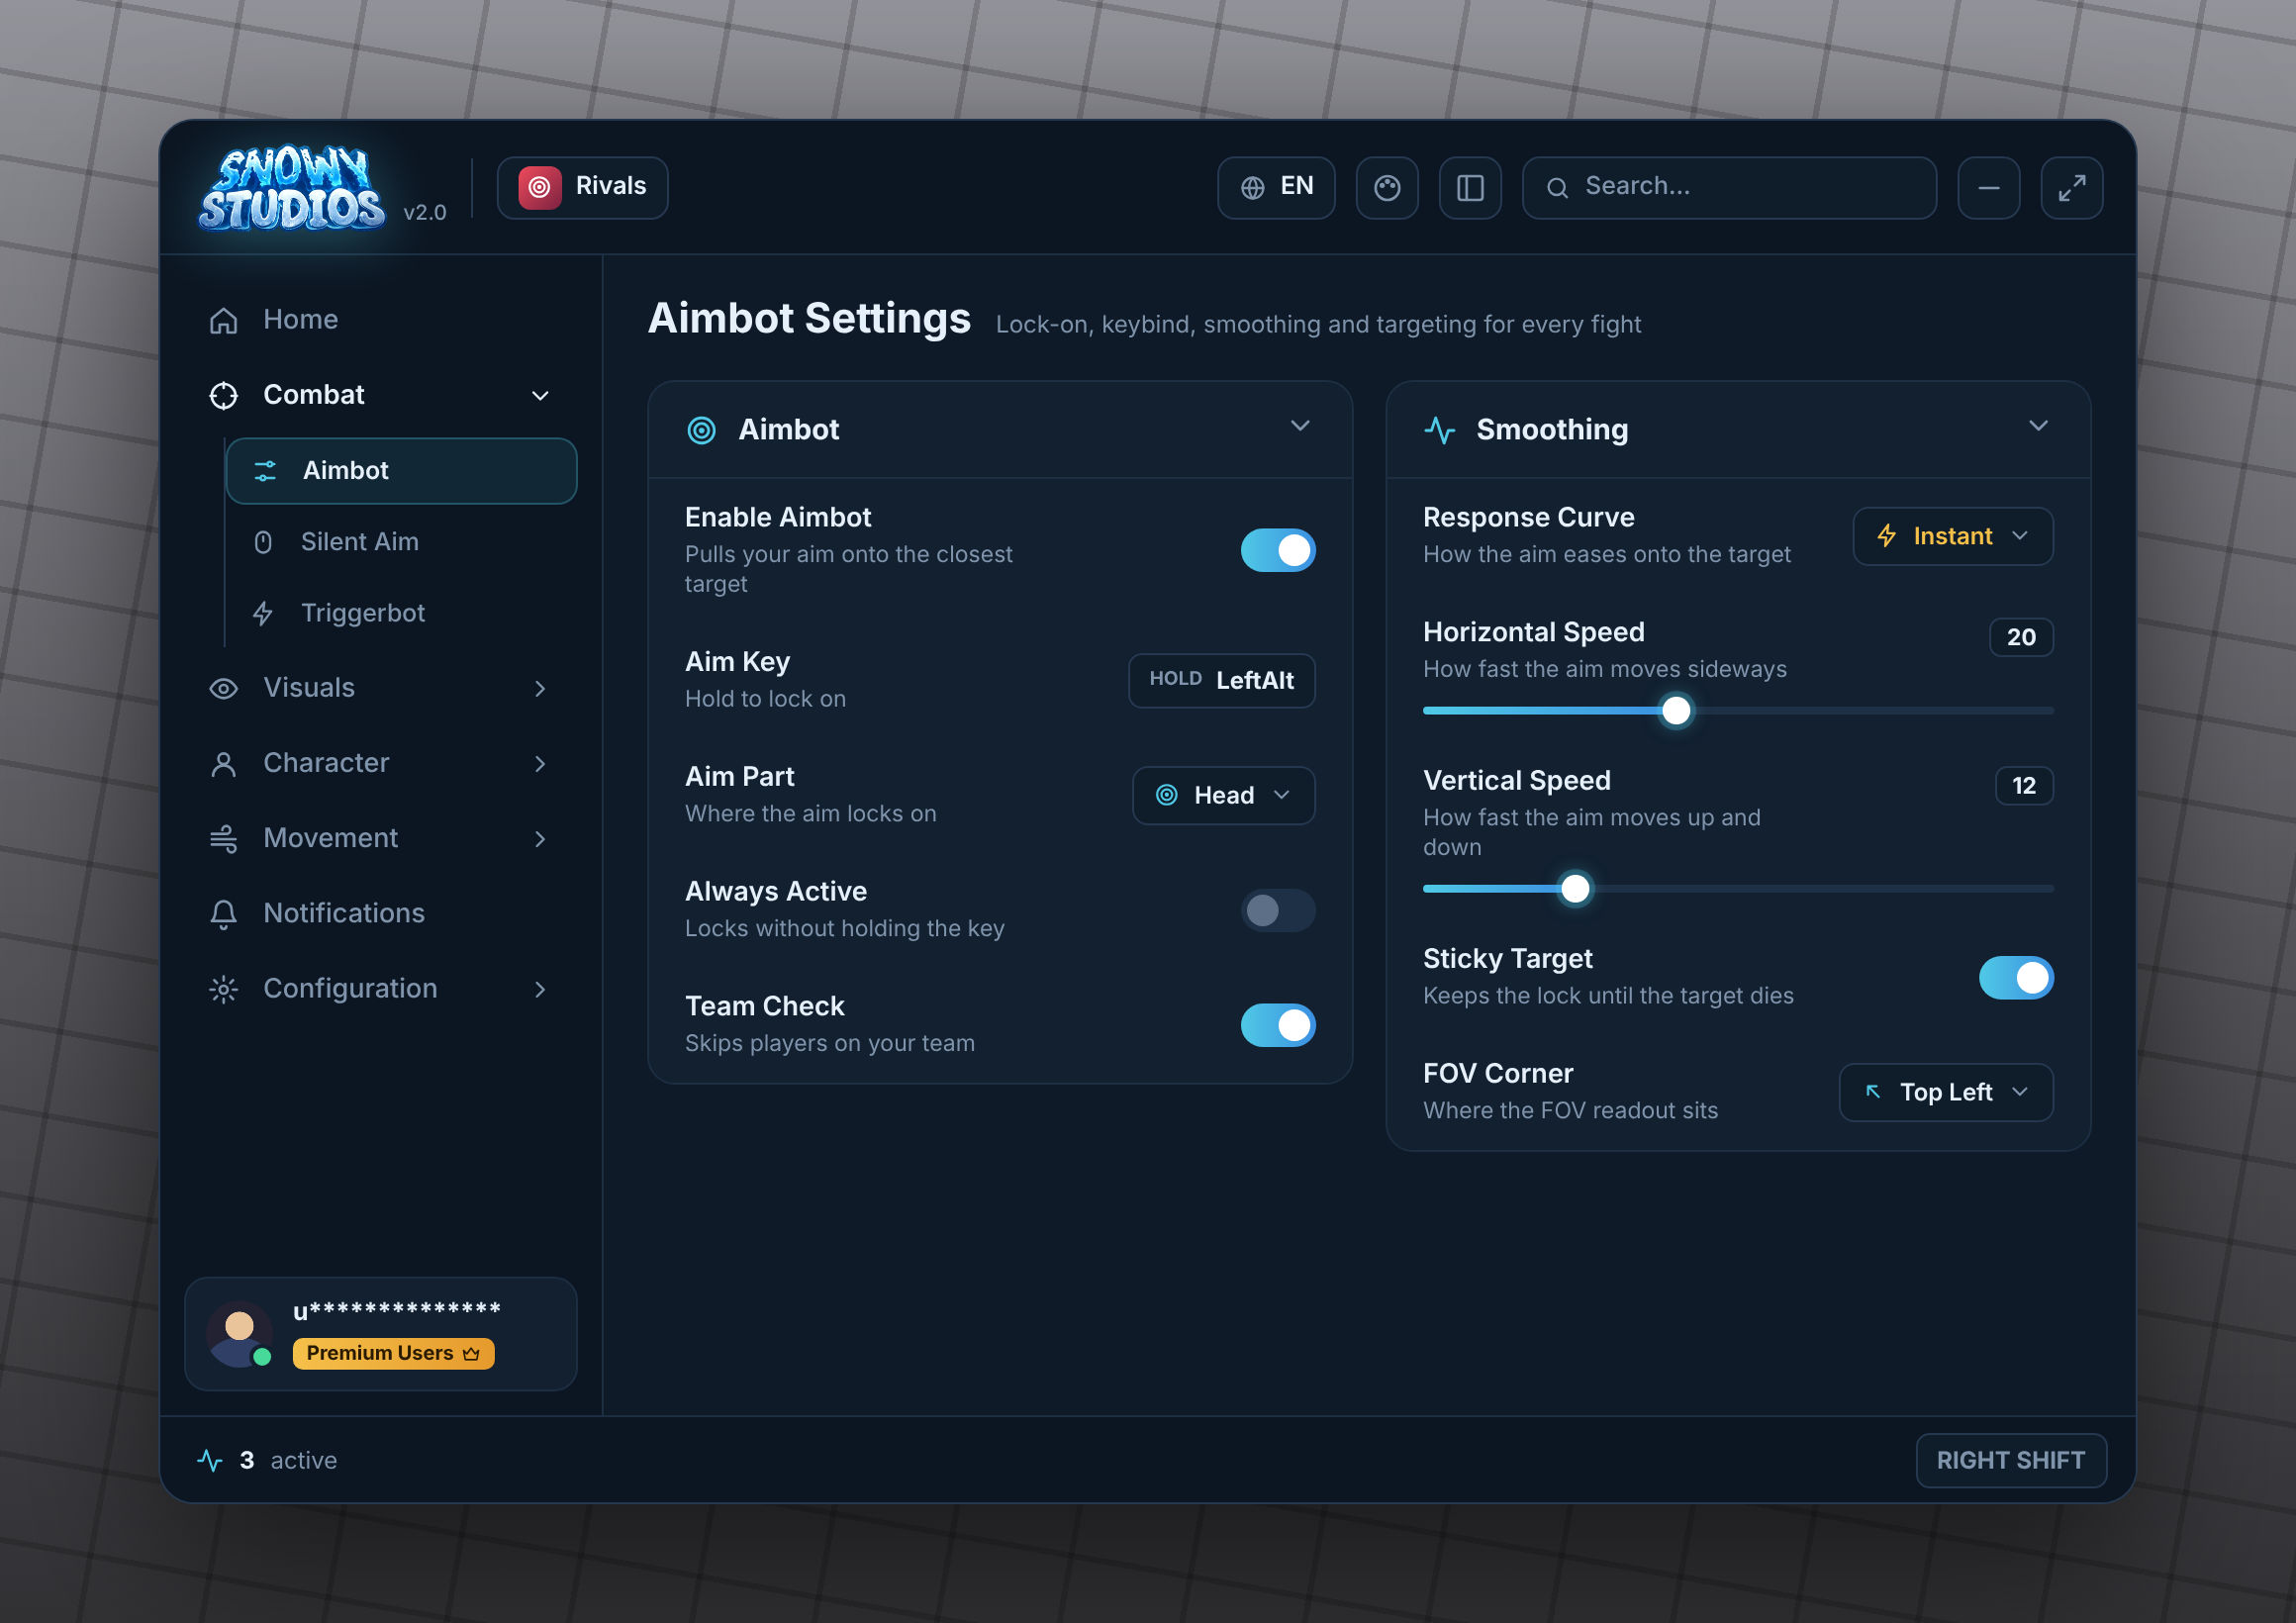 SNOWY
STUDIOS
v2.0
Rivals
EN
Search...
Home
Combat
Aimbot
Silent Aim
Triggerbot
Visuals
Character
Movement
Notifications
Configuration
u**************
Premium Users
Aimbot Settings
Lock-on, keybind, smoothing and targeting for every fight
Aimbot
Enable Aimbot
Pulls your aim onto the closest
target
Aim Key
Hold to lock on
HOLD LeftAlt
Aim Part
Where the aim locks on
Head
Always Active
Locks without holding the key
Team Check
Skips players on your team
Smoothing
Response Curve
How the aim eases onto the target
Instant
Horizontal Speed
How fast the aim moves sideways
20
Vertical Speed
How fast the aim moves up and
down
12
Sticky Target
Keeps the lock until the target dies
FOV Corner
Where the FOV readout sits
Top Left
3 active
RIGHT SHIFT